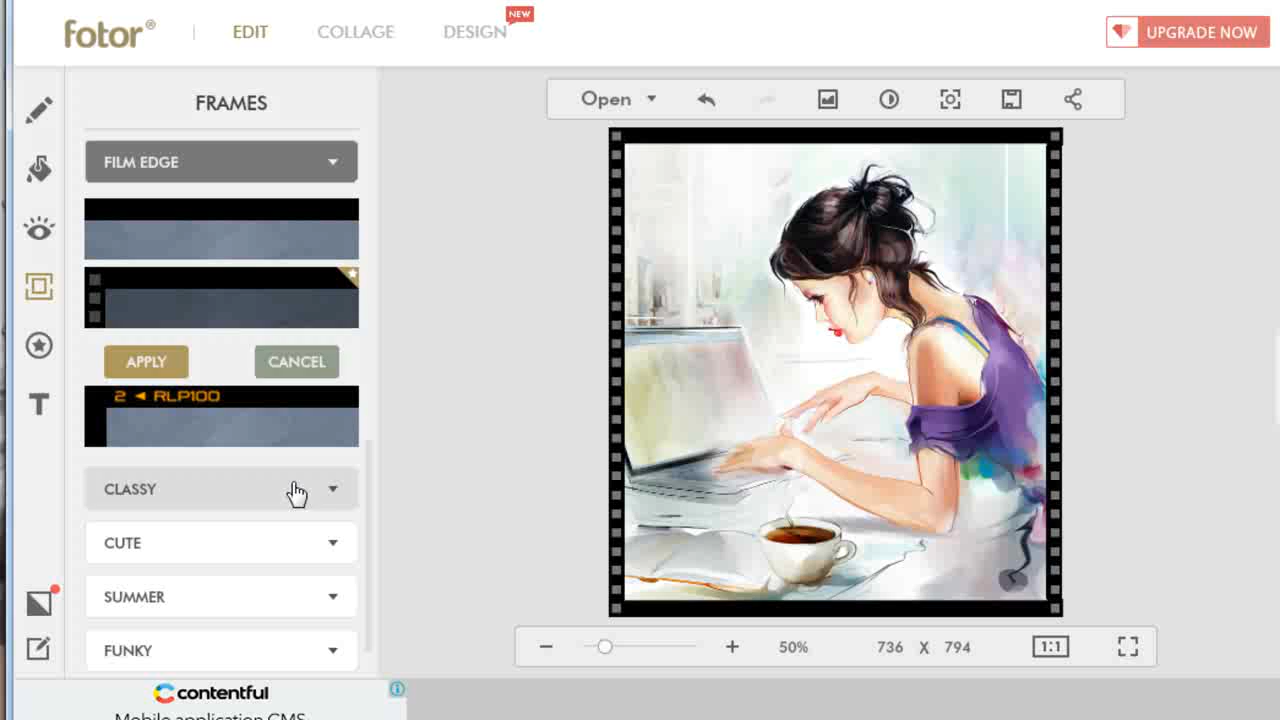 fotor®
EDIT
COLLAGE
DESIGN
NEW
UPGRADE NOW
FRAMES
Open
FILM EDGE
APPLY
CANCEL
2 ◄ RLP100
CLASSY
CUTE
SUMMER
FUNKY
T
50%
736 X 794
1:1
contentful
Mobile application CMS